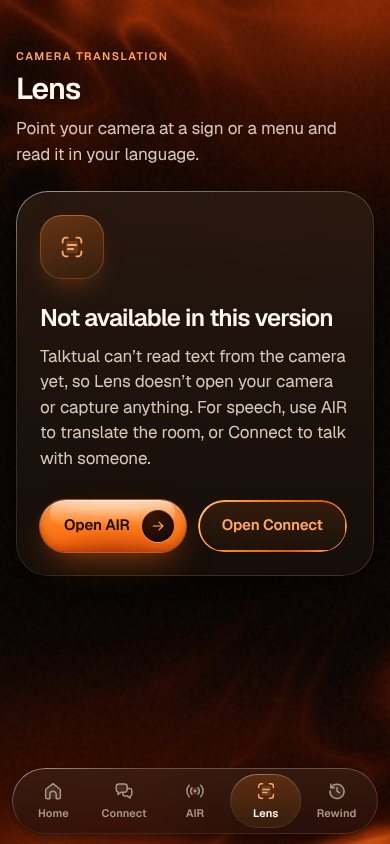 CAMERA TRANSLATION
Lens
Point your camera at a sign or a menu and
read it in your language.
Not available in this version
Talktual can’t read text from the camera
yet, so Lens doesn’t open your camera
or capture anything. For speech, use AIR
to translate the room, or Connect to talk
with someone.
Open AIR
Open Connect
Home
Connect
AIR
Lens
Rewind